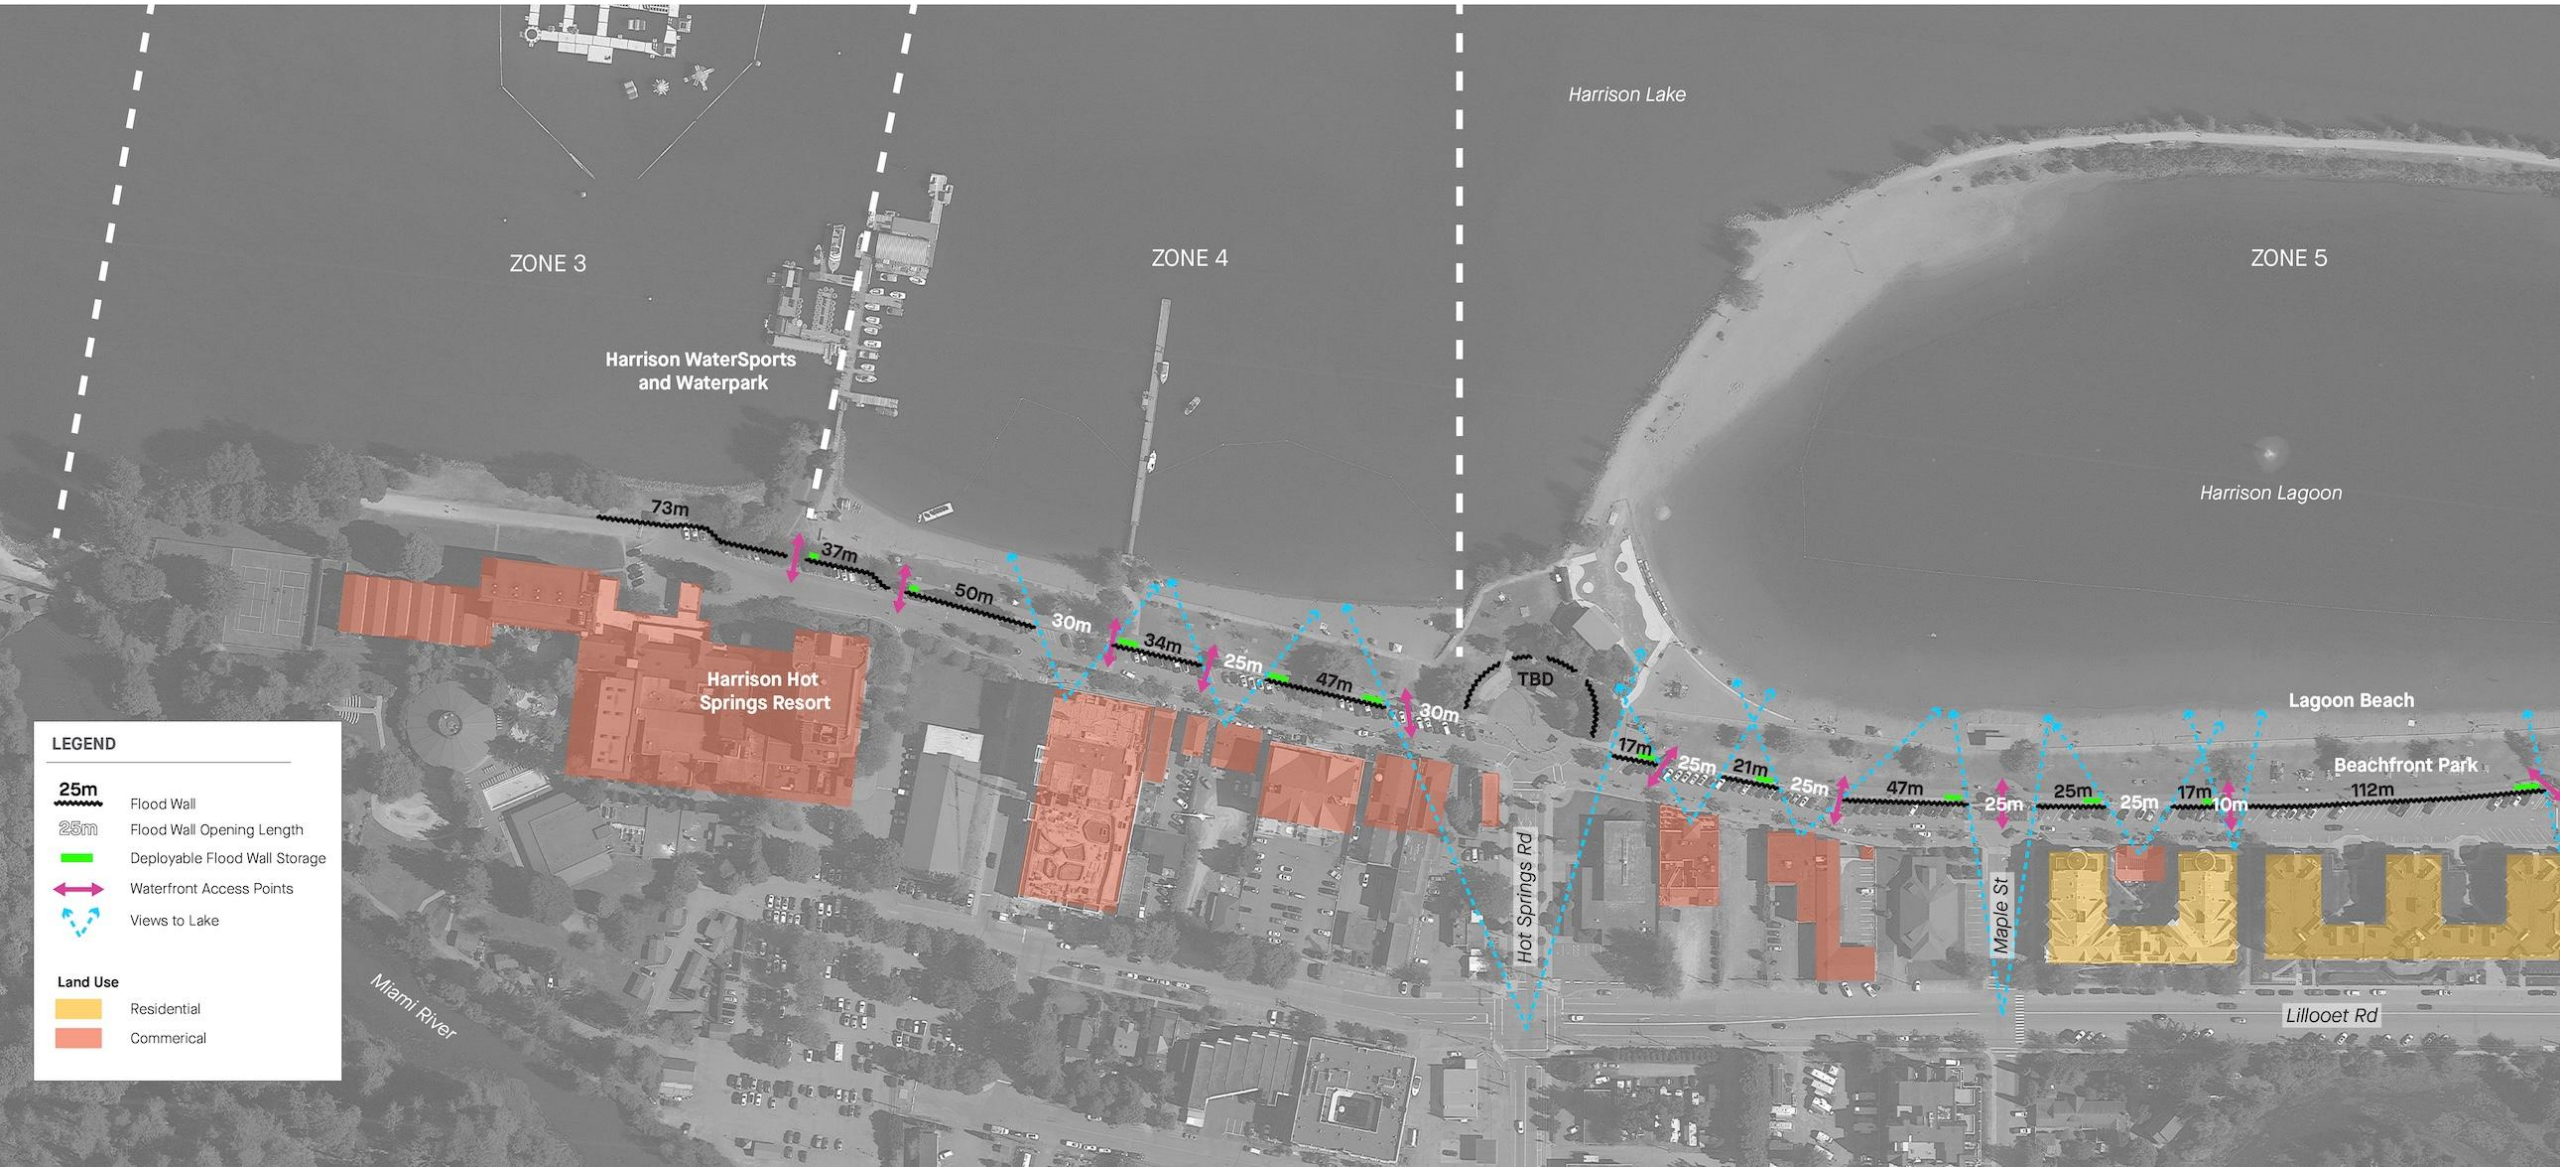 Harrison Lake
ZONE 3
ZONE 4
ZONE 5
Harrison WaterSports
and Waterpark
Harrison Lagoon
73m
37m
50m
30m
34m
25m
47m
30m
TBD
Harrison Hot
Springs Resort
Lagoon Beach
Beachfront Park
17m
25m
21m
25m
47m
25m
25m
25m
17m
10m
112m
Hot Springs Rd
Maple St
Lillooet Rd
Miami River
LEGEND
25m
Flood Wall
25m
Flood Wall Opening Length
Deployable Flood Wall Storage
Waterfront Access Points
Views to Lake
Land Use
Residential
Commerical